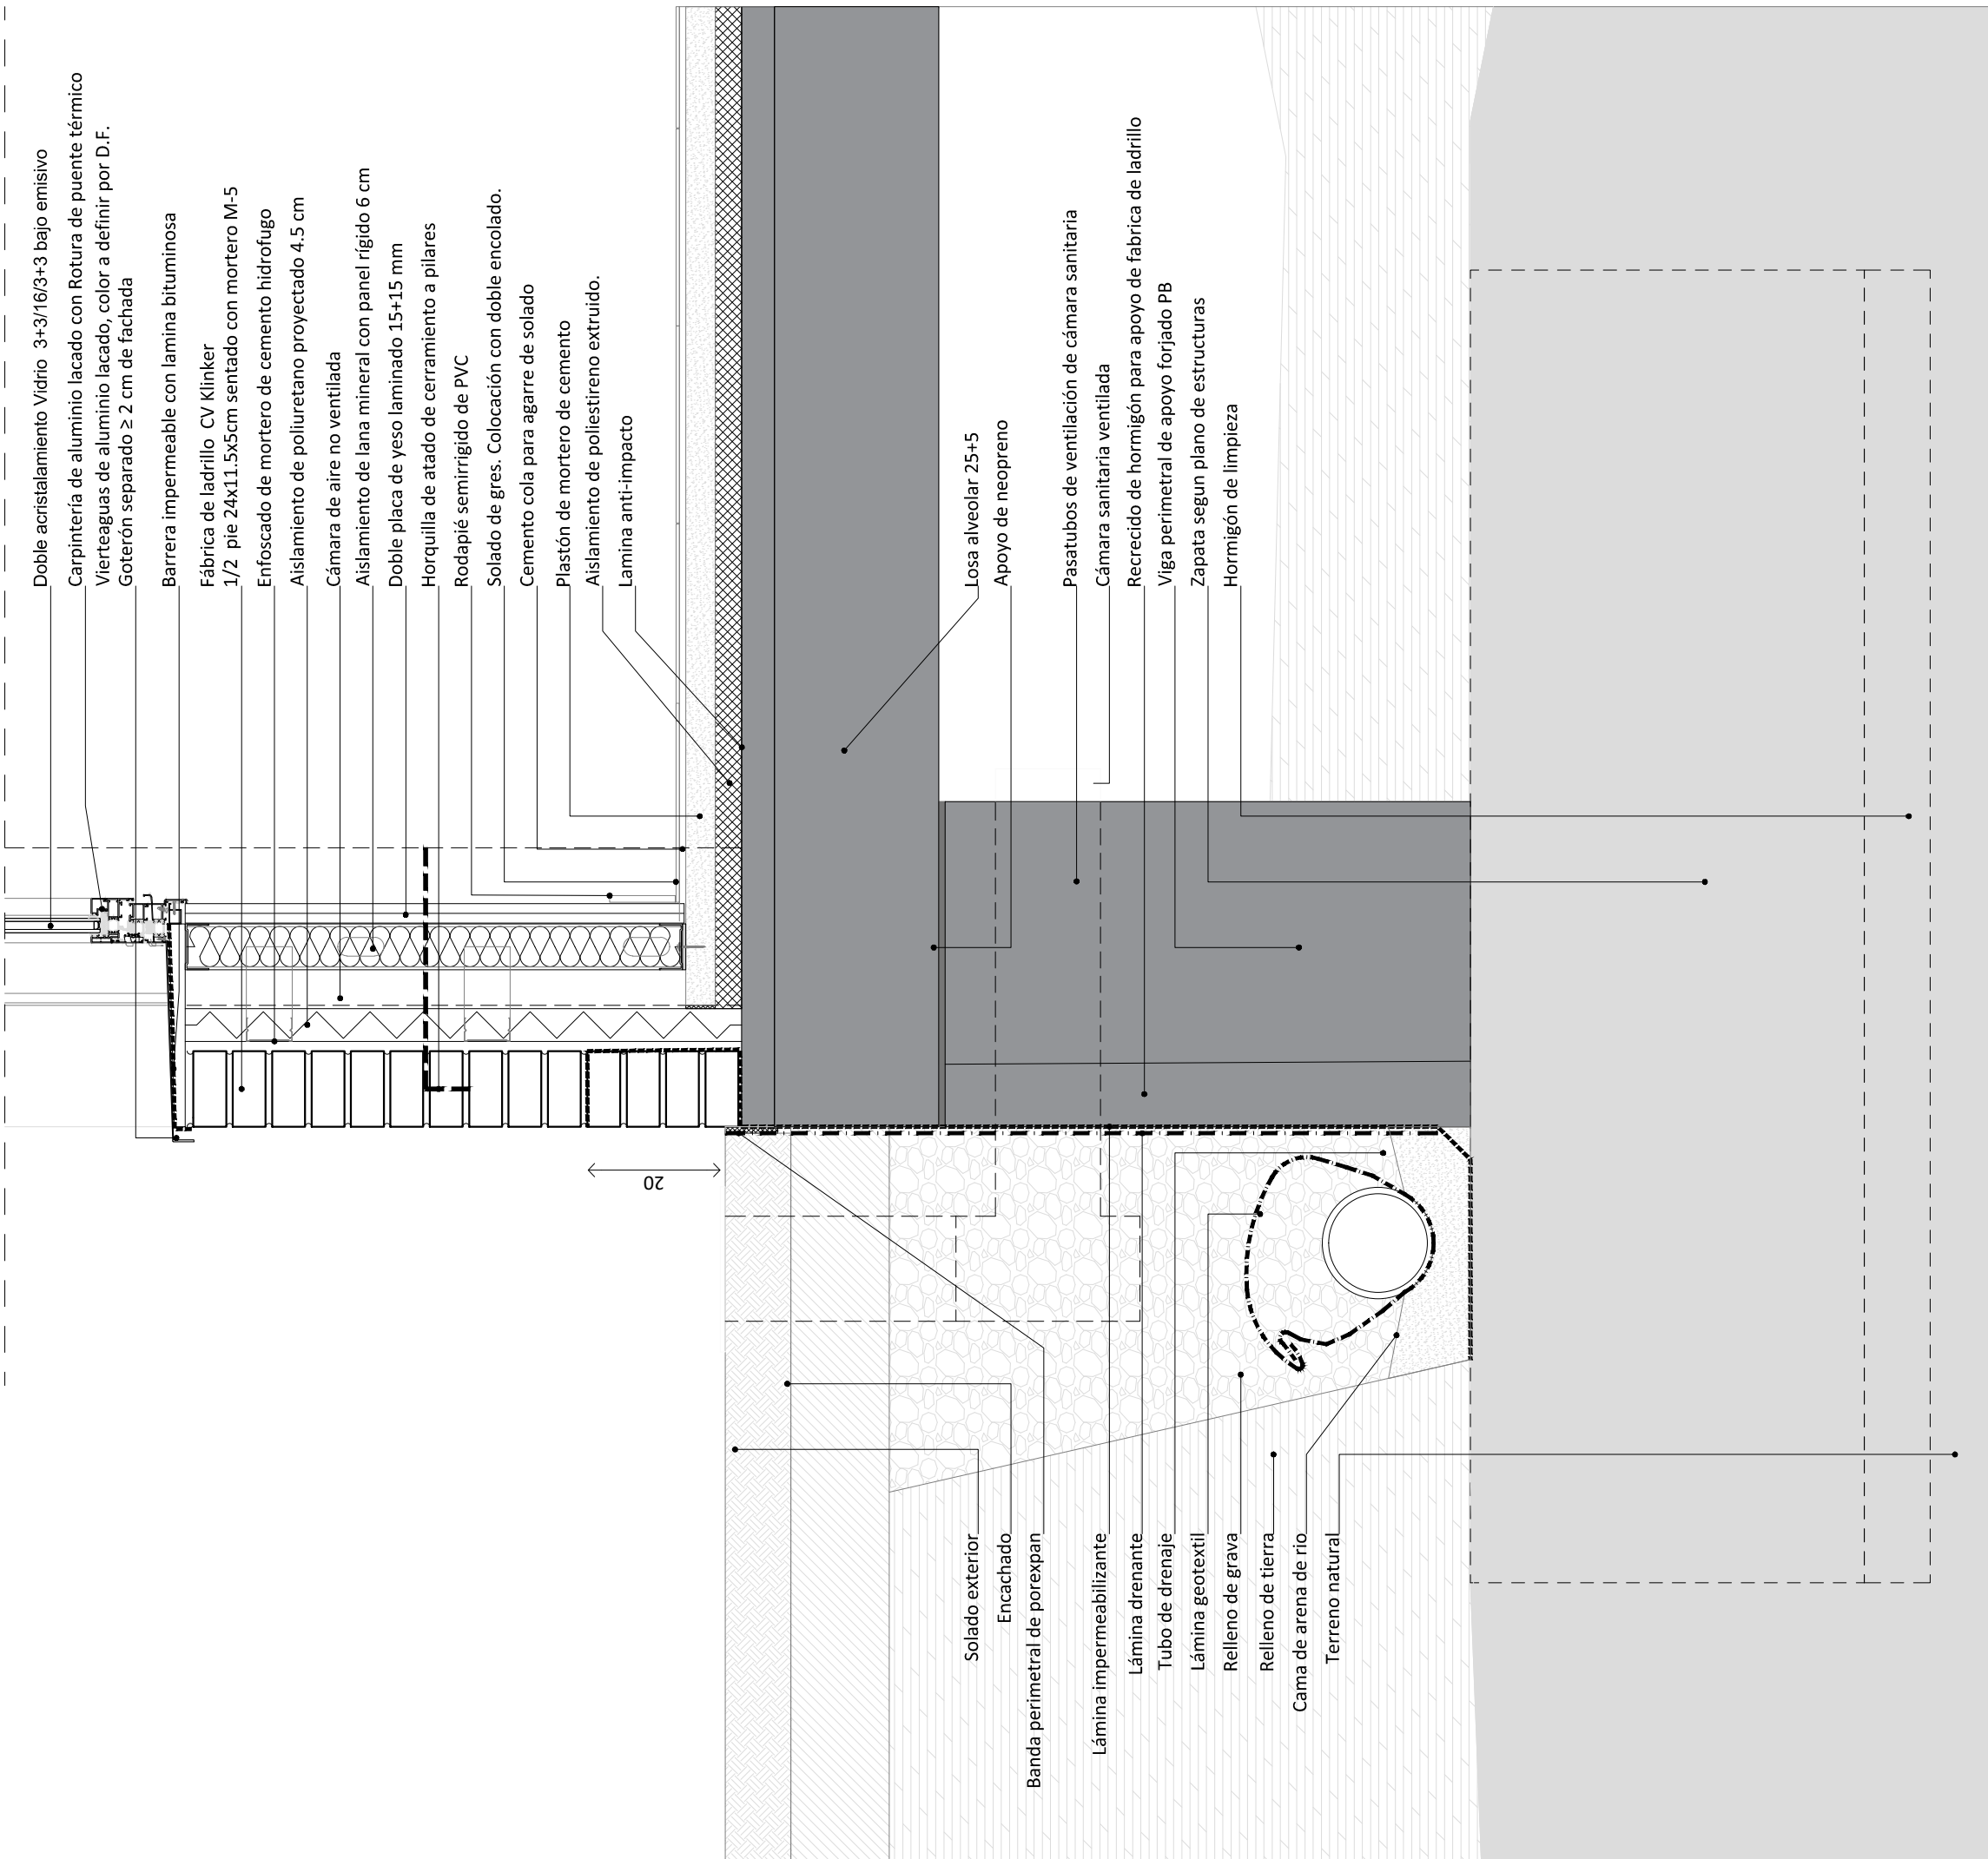 Doble acristalamiento Vidrio 3+3/16/3+3 bajo emisivo
Carpintería de aluminio lacado con Rotura de puente térmico
Vierteaguas de aluminio lacado, color a definir por D.F.
Goterón separado ≥ 2 cm de fachada
Barrera impermeable con lamina bituminosa
Fábrica de ladrillo CV Klinker
1/2 pie 24x11.5x5cm sentado con mortero M-5
Enfoscado de mortero de cemento hidrofugo
Aislamiento de poliuretano proyectado 4.5 cm
Cámara de aire no ventilada
Aislamiento de lana mineral con panel rígido 6 cm
Doble placa de yeso laminado 15+15 mm
Horquilla de atado de cerramiento a pilares
Rodapié semirrigido de PVC
Solado de gres. Colocación con doble encolado.
Cemento cola para agarre de solado
Plastón de mortero de cemento
Aislamiento de poliestireno extruido.
Lamina anti-impacto
Losa alveolar 25+5
Apoyo de neopreno
Pasatubos de ventilación de cámara sanitaria
Cámara sanitaria ventilada
Recrecido de hormigón para apoyo de fabrica de ladrillo
Viga perimetral de apoyo forjado PB
Zapata segun plano de estructuras
Hormigón de limpieza
20
Solado exterior
Encachado
Banda perimetral de porexpan
Lámina impermeabilizante
Lámina drenante
Tubo de drenaje
Lámina geotextil
Relleno de grava
Relleno de tierra
Cama de arena de rio
Terreno natural